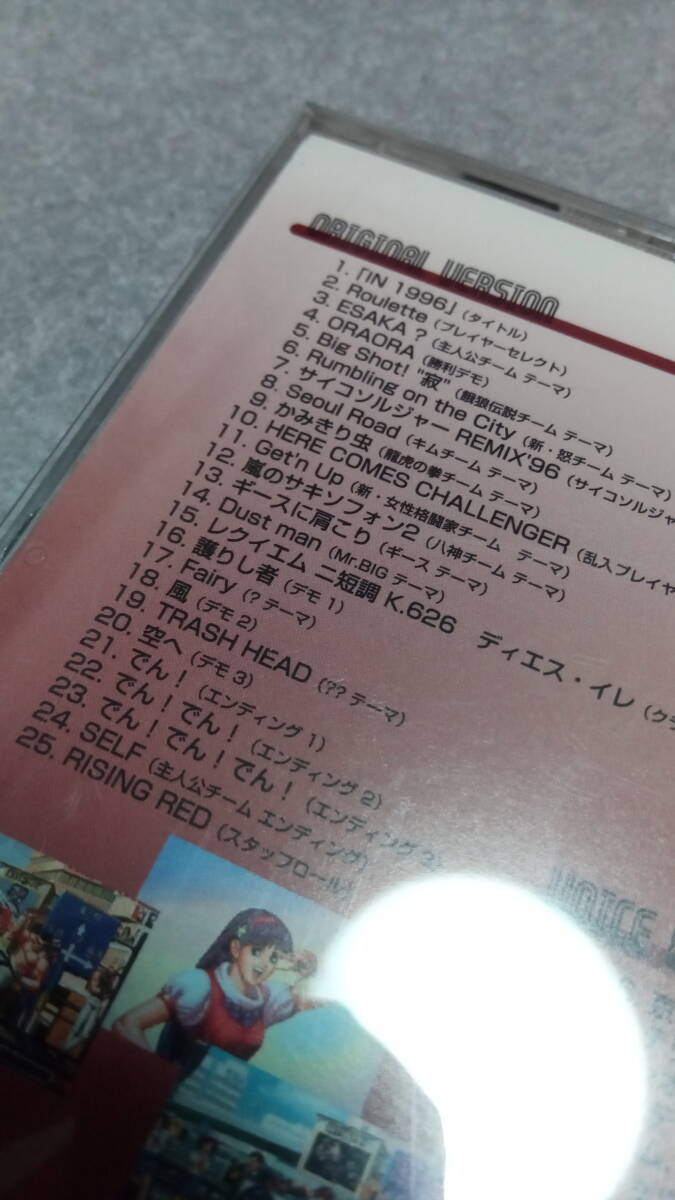 ORIGINAL VERSION
1. 「IN 1996」 (タイトル)
2. Roulette (プレイヤーセレクト)
3. ESAKA? (主人公チーム テーマ)
4. ORAORA (勝利デモ)
5. Big Shot! "寂" (餓狼伝説チーム テーマ)
6. Rumbling on the City (新・怒チーム テーマ)
7. サイコソルジャー REMIX'96 (サイコソルジャ
8. Seoul Road (キムチーム テーマ)
9. かみきり虫 (龍虎の拳チーム テーマ)
10. HERE COMES CHALLENGER (乱入プレイヤ
11. Get'n Up (新・女性格闘家チーム テーマ)
12. 嵐のサキソフォン2 (八神チーム テーマ)
13. ギースに肩こり (ギース テーマ)
14. Dust man (Mr.BIG テーマ)
15. レクイエム ニ短調 K.626 ディエス・イレ (クラ
16. 護りし者 (デモ 1)
17. Fairy (? テーマ)
18. 風 (デモ 2)
19. TRASH HEAD (?? テーマ)
20. 空へ (デモ 3)
21. でん! (エンディング 1)
22. でん!でん! (エンディング 2)
23. でん!でん!でん! (エンディング 3)
24. SELF (主人公チーム エンディング)
25. RISING RED (スタッフロール)
VOICE
京